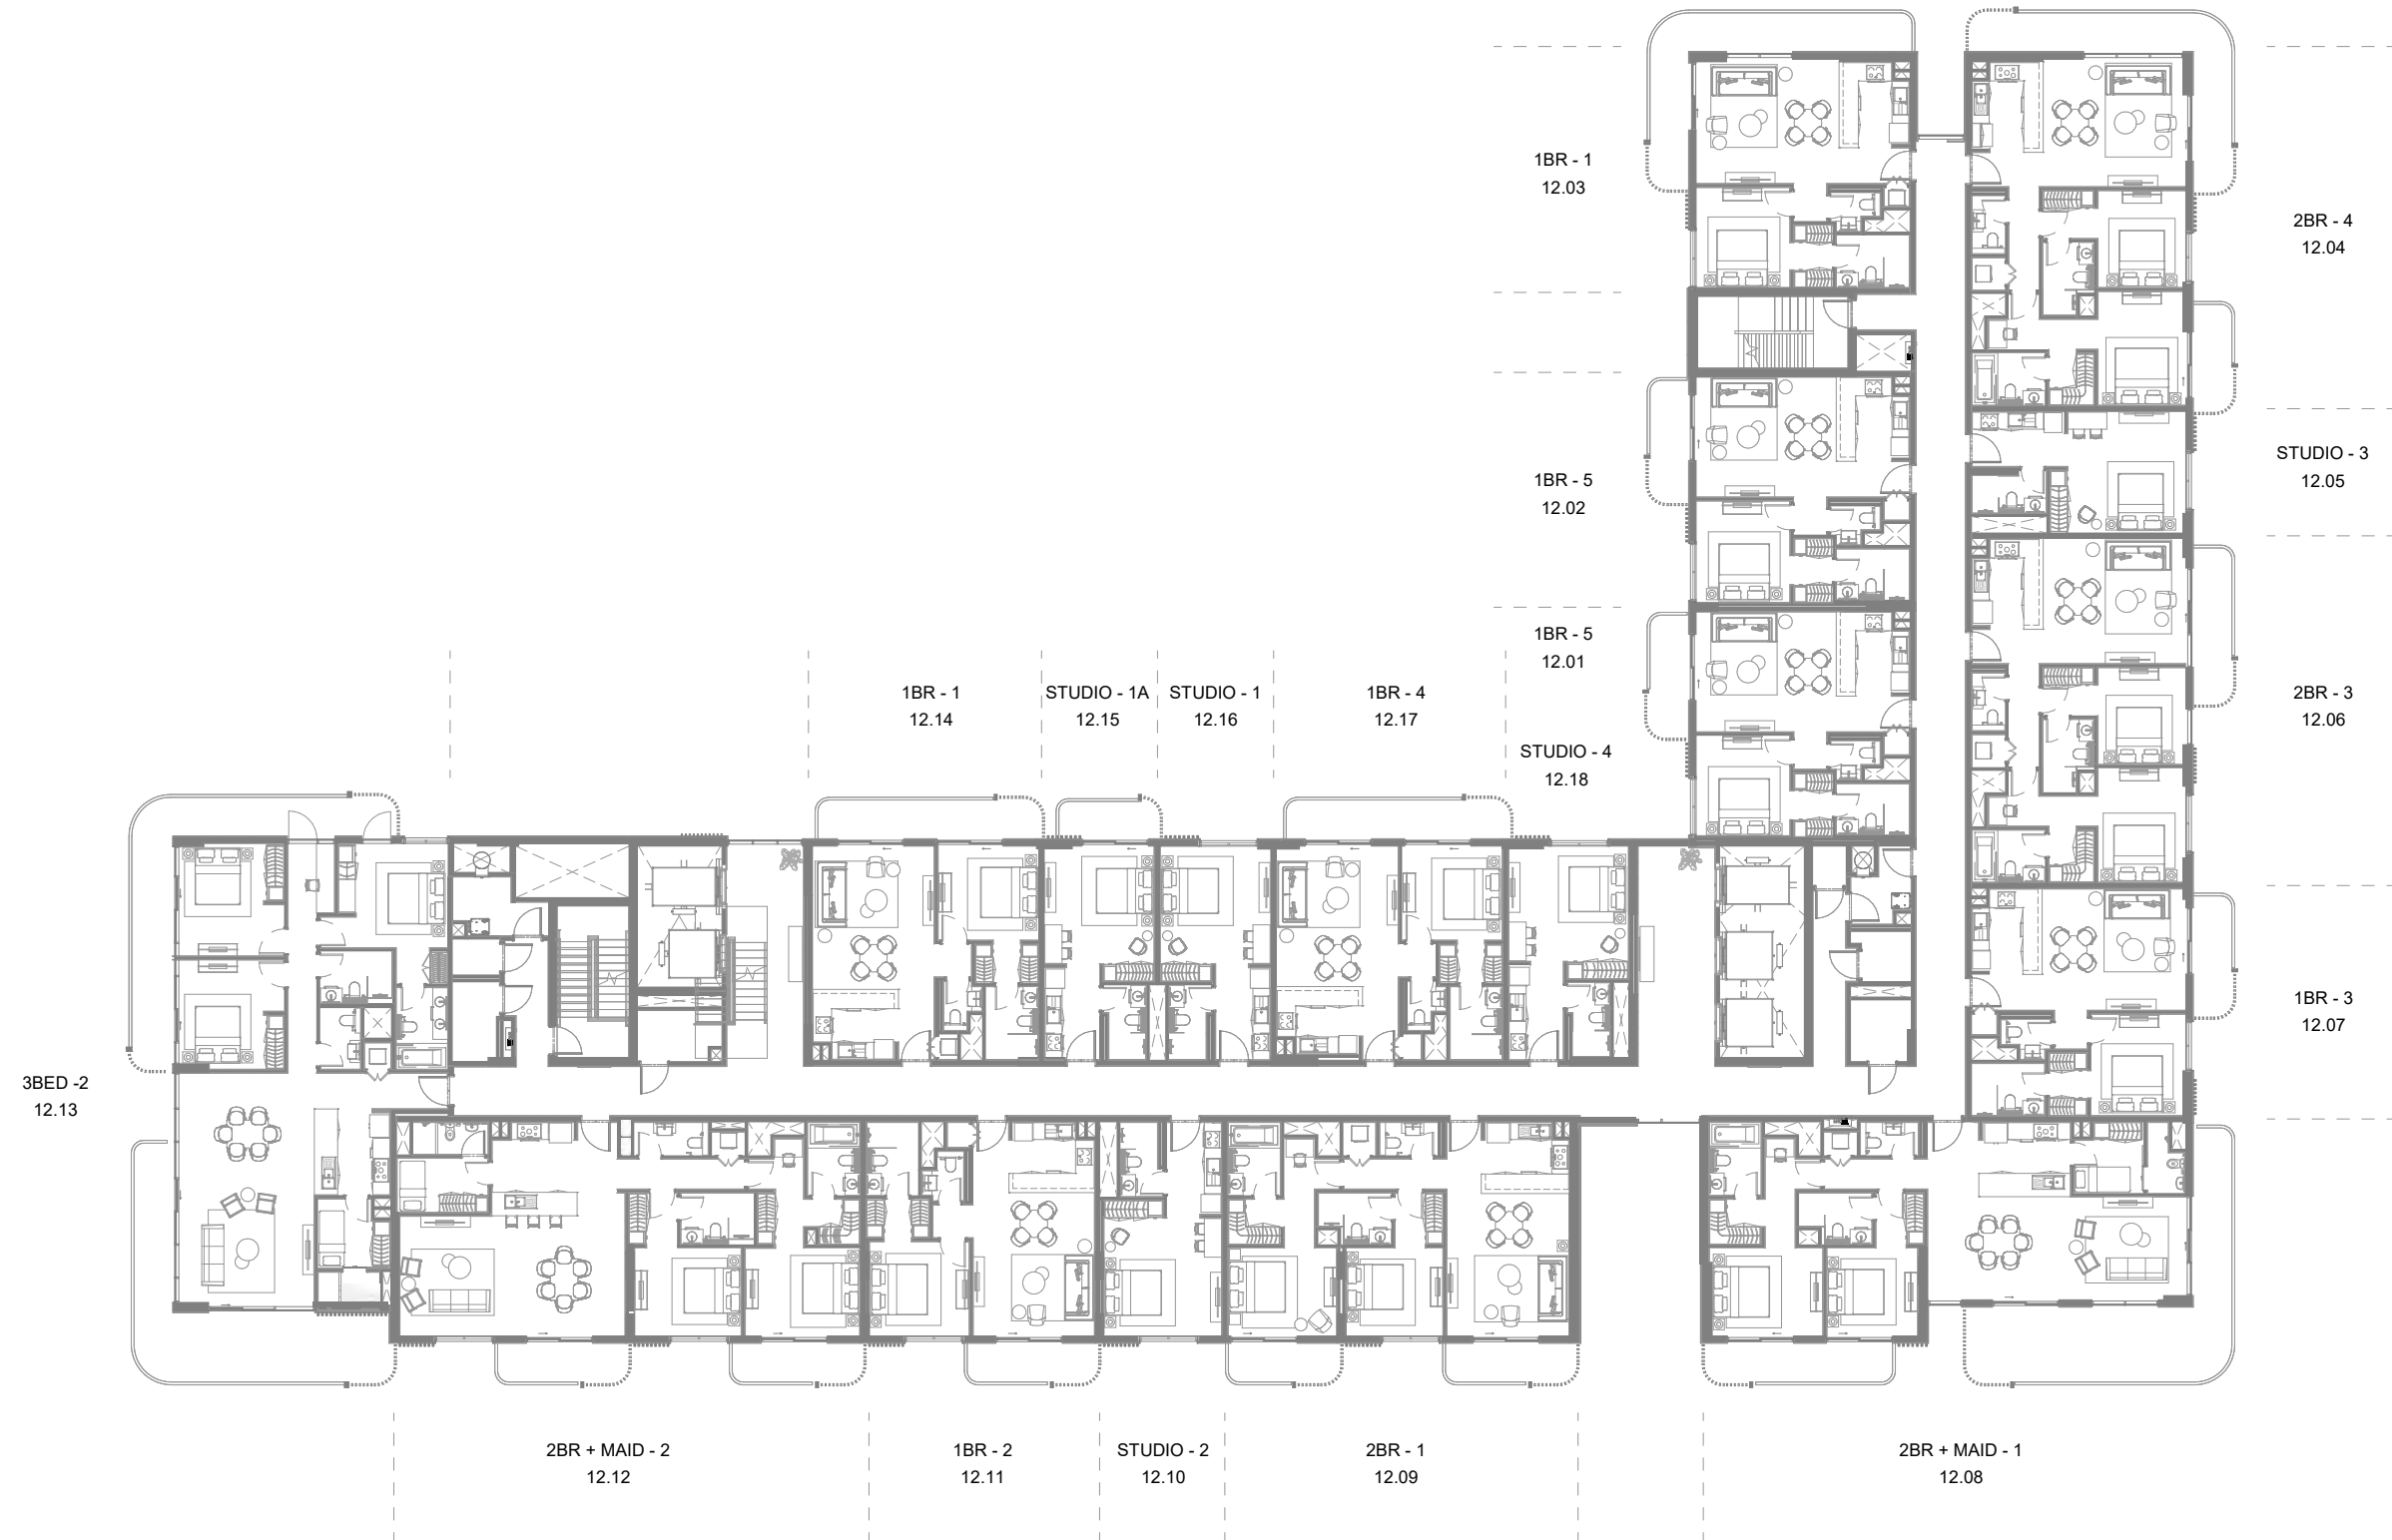 1BR - 1
12.03
2BR - 4
12.04
STUDIO - 3
12.05
1BR - 5
12.02
1BR - 5
12.01
1BR - 1
12.14
STUDIO - 1A
12.15
STUDIO - 1
12.16
1BR - 4
12.17
2BR - 3
12.06
STUDIO - 4
12.18
1BR - 3
12.07
3BED -2
12.13
2BR + MAID - 2
12.12
1BR - 2
12.11
STUDIO - 2
12.10
2BR - 1
12.09
2BR + MAID - 1
12.08